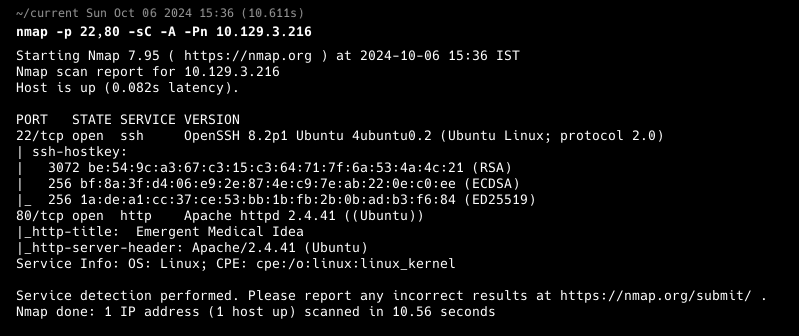 ~/current Sun Oct 06 2024 15:36 (10.611s)
nmap -p 22,80 -sC -A -Pn 10.129.3.216
Starting Nmap 7.95 ( https://nmap.org ) at 2024-10-06 15:36 IST
Nmap scan report for 10.129.3.216
Host is up (0.082s latency).

PORT   STATE SERVICE VERSION
22/tcp open  ssh     OpenSSH 8.2p1 Ubuntu 4ubuntu0.2 (Ubuntu Linux; protocol 2.0)
| ssh-hostkey:
|   3072 be:54:9c:a3:67:c3:15:c3:64:71:7f:6a:53:4a:4c:21 (RSA)
|   256 bf:8a:3f:d4:06:e9:2e:87:4e:c9:7e:ab:22:0e:c0:ee (ECDSA)
|_  256 1a:de:a1:cc:37:ce:53:bb:1b:fb:2b:0b:ad:b3:f6:84 (ED25519)
80/tcp open  http    Apache httpd 2.4.41 ((Ubuntu))
|_http-title:  Emergent Medical Idea
|_http-server-header: Apache/2.4.41 (Ubuntu)
Service Info: OS: Linux; CPE: cpe:/o:linux:linux_kernel

Service detection performed. Please report any incorrect results at https://nmap.org/submit/ .
Nmap done: 1 IP address (1 host up) scanned in 10.56 seconds